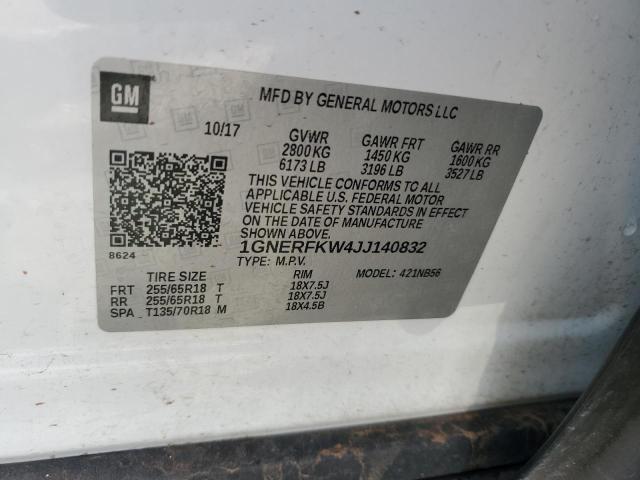 GM
MFD BY GENERAL MOTORS LLC
10/17 GVWR GAWR FRT GAWR RR
2800 KG 1450 KG 1600 KG
6173 LB 3196 LB 3527 LB
THIS VEHICLE CONFORMS TO ALL
APPLICABLE U.S. FEDERAL MOTOR
VEHICLE SAFETY STANDARDS IN EFFECT
ON THE DATE OF MANUFACTURE
SHOWN ABOVE.
8624 1GNERFKW4JJ140832
TYPE: M.P.V. MODEL: 421NB56
TIRE SIZE RIM
FRT 255/65R18 T 18X7.5J
RR 255/65R18 T 18X7.5J
SPA T135/70R18 M 18X4.5B